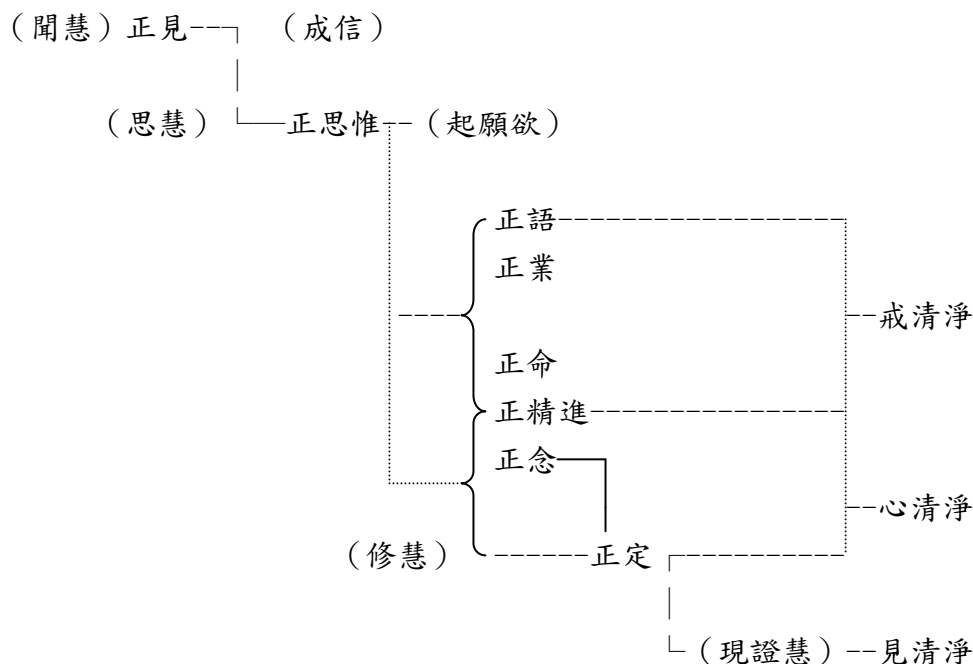 （聞慧）正見 （成信）
（思慧） 正思惟 （起願欲）
正語
正業
戒清淨
正命
正精進
正念
心清淨
（修慧） 正定
（現證慧） 見清淨